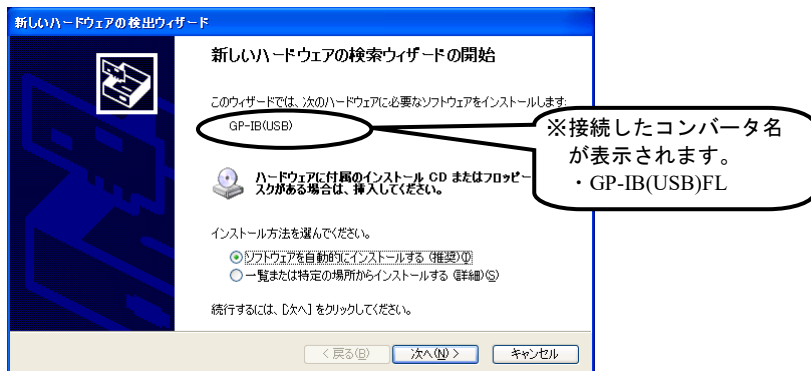 新しいハードウェアの検出ウィザード
新しいハードウェアの検索ウィザードの開始
このウィザードでは、次のハードウェアに必要なソフトウェアをインストールします:
GP-IB(USB)
※接続したコンバータ名
が表示されます。
・GP-IB(USB)FL
ハードウェアに付属のインストール CD またはフロッピー
スクがある場合は、挿入してください。
インストール方法を選んでください。
ソフトウェアを自動的にインストールする (推奨)(I)
一覧または特定の場所からインストールする (詳細)(S)
続行するには、[次へ] をクリックしてください。
< 戻る(B)
次へ(N) >
キャンセル